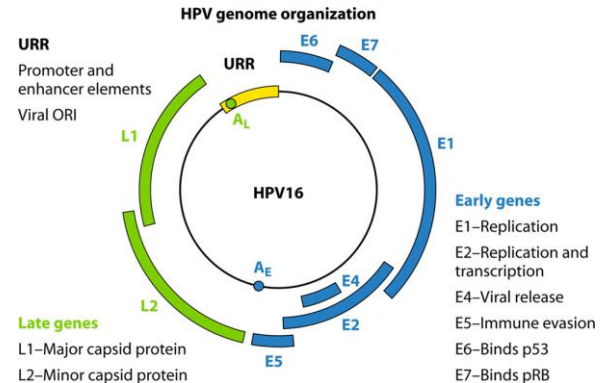 HPV genome organization
URR
Promoter and
enhancer elements
Viral ORI
URR
E6
E7
A_L
L1
E1
HPV16
Early genes
E1–Replication
E2–Replication and
transcription
E4–Viral release
E5–Immune evasion
E6–Binds p53
E7–Binds pRB
A_E
E4
L2
E2
E5
Late genes
L1–Major capsid protein
L2–Minor capsid protein